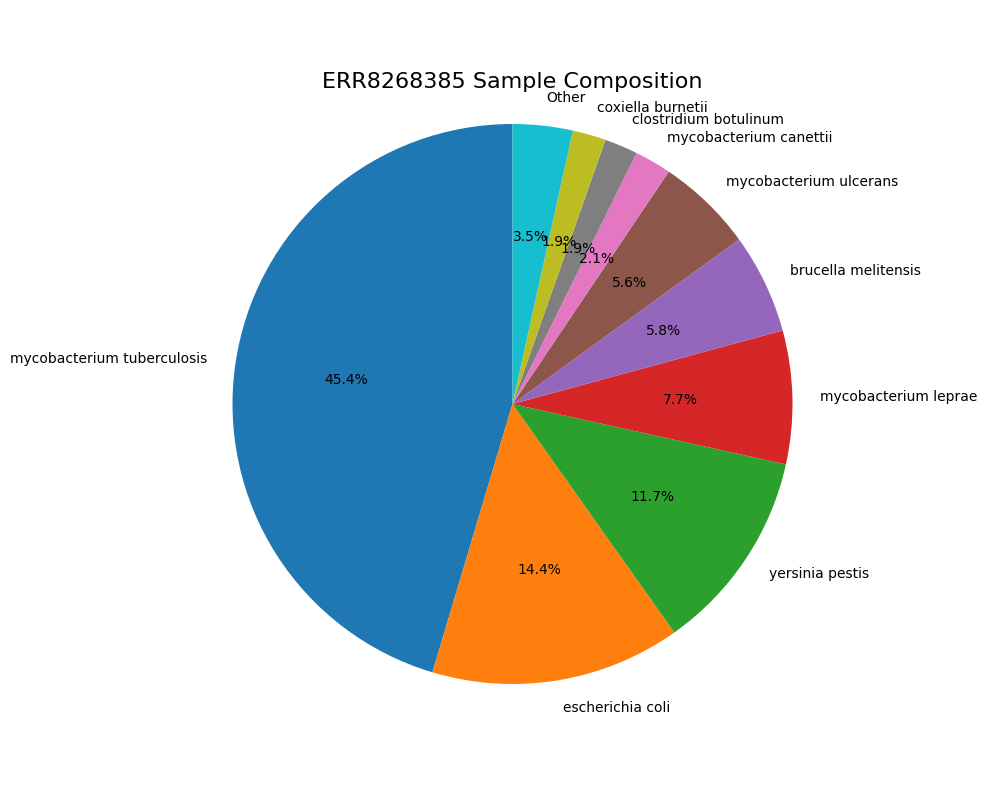 ERR8268385 Sample Composition
Other
coxiella burnetii
clostridium botulinum
mycobacterium canettii
mycobacterium ulcerans
brucella melitensis
mycobacterium leprae
yersinia pestis
escherichia coli
mycobacterium tuberculosis
3.5%
1.9%
1.9%
2.1%
5.6%
5.8%
7.7%
11.7%
14.4%
45.4%